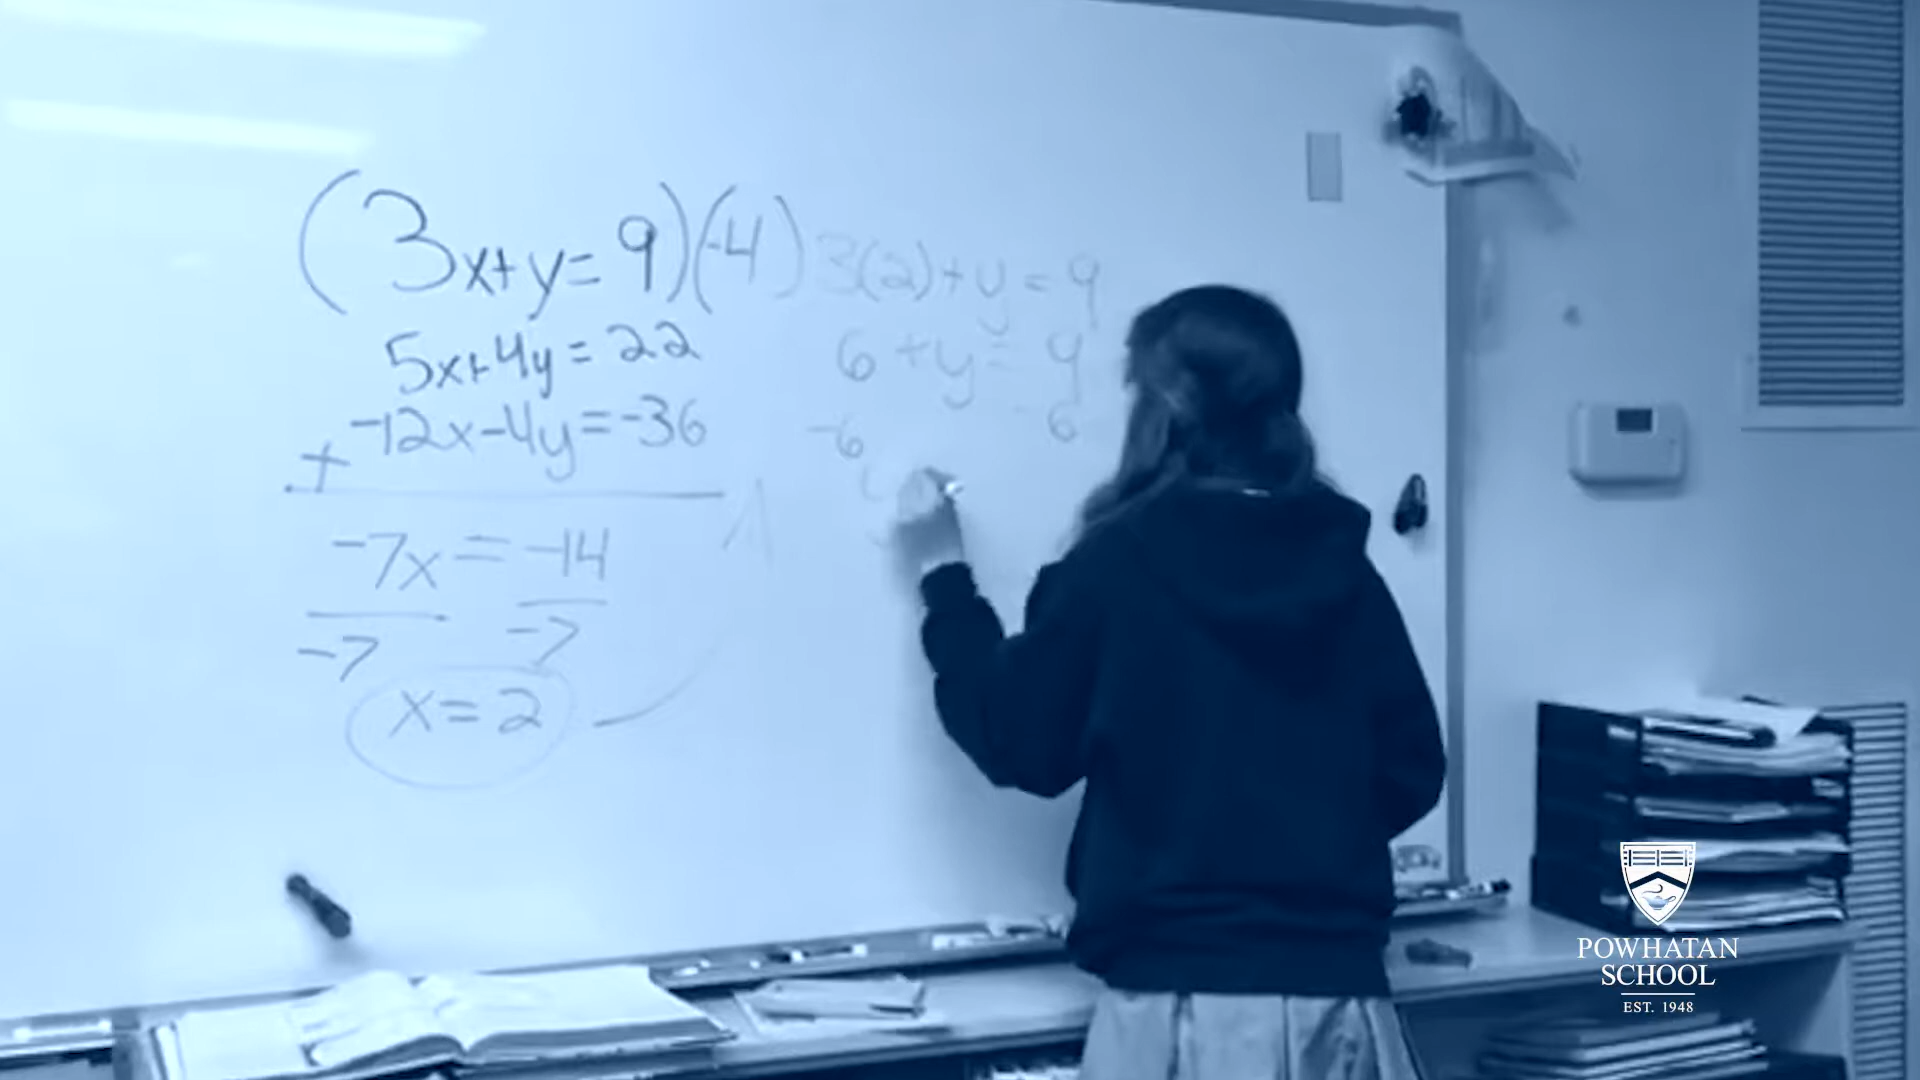 (3x+y=9)(-4)
5x+4y=22
+ -12x-4y=-36
-7x=-14
-7 -7
x=2
3(2)+y=9
6+y=9
-6 -6
POWHATAN
SCHOOL
EST. 1948